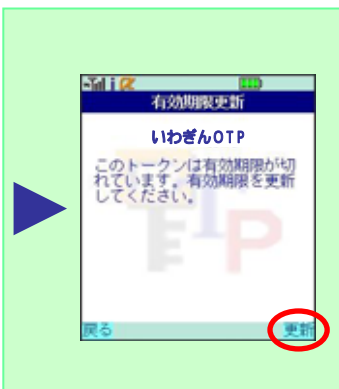 有効期限更新
いわぎんOTP
このトークンは有効期限が切
れています。有効期限を更新
してください。
戻る 更新